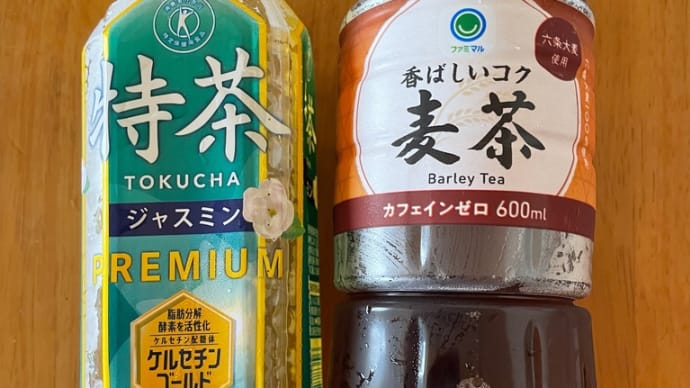 特茶
TOKUCHA
ジャスミン
PREMIUM
脂肪分解
酵素を活性化
ケルセチン配糖体
ケルセチン
ゴールド
ファミマル
六条大麦
使用
香ばしいコク
麦茶
Barley Tea
カフェインゼロ 600ml